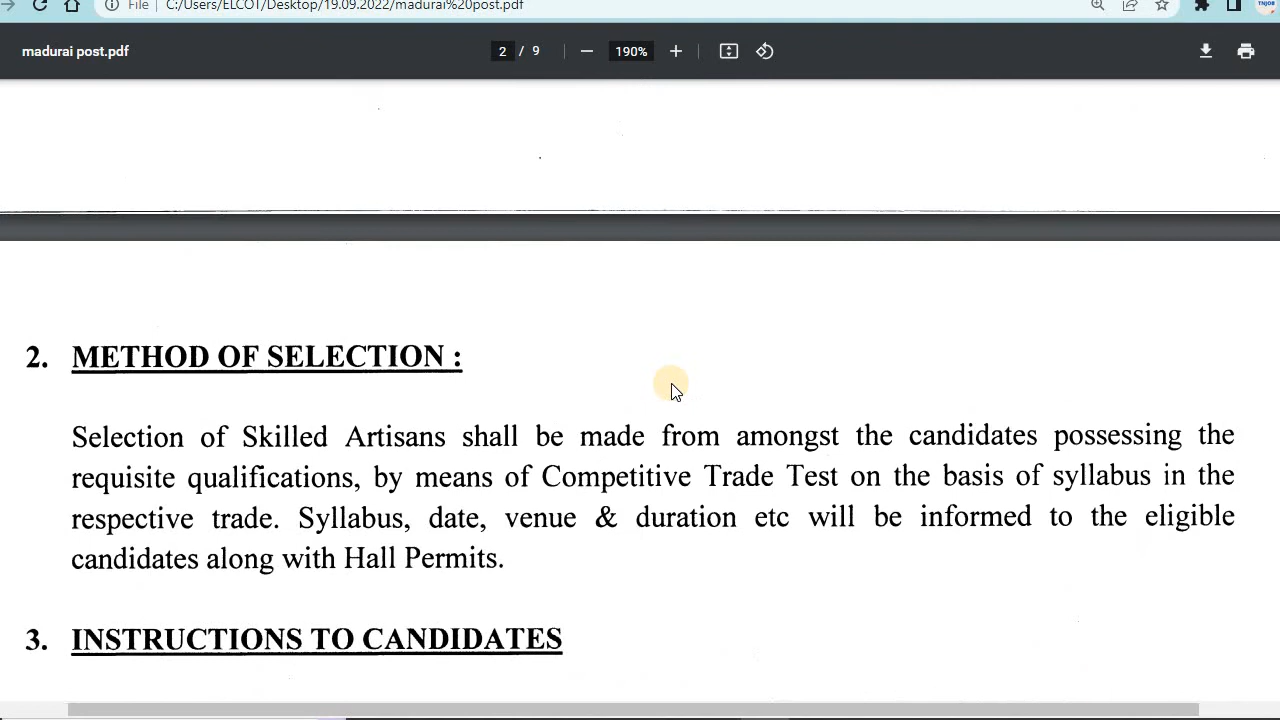 File C:/Users/ELCOT/Desktop/19.09.2022/madurai%20post.pdf
TNJOB
madurai post.pdf 2 / 9 190%
2. METHOD OF SELECTION :
Selection of Skilled Artisans shall be made from amongst the candidates possessing the
requisite qualifications, by means of Competitive Trade Test on the basis of syllabus in the
respective trade. Syllabus, date, venue & duration etc will be informed to the eligible
candidates along with Hall Permits.
3. INSTRUCTIONS TO CANDIDATES